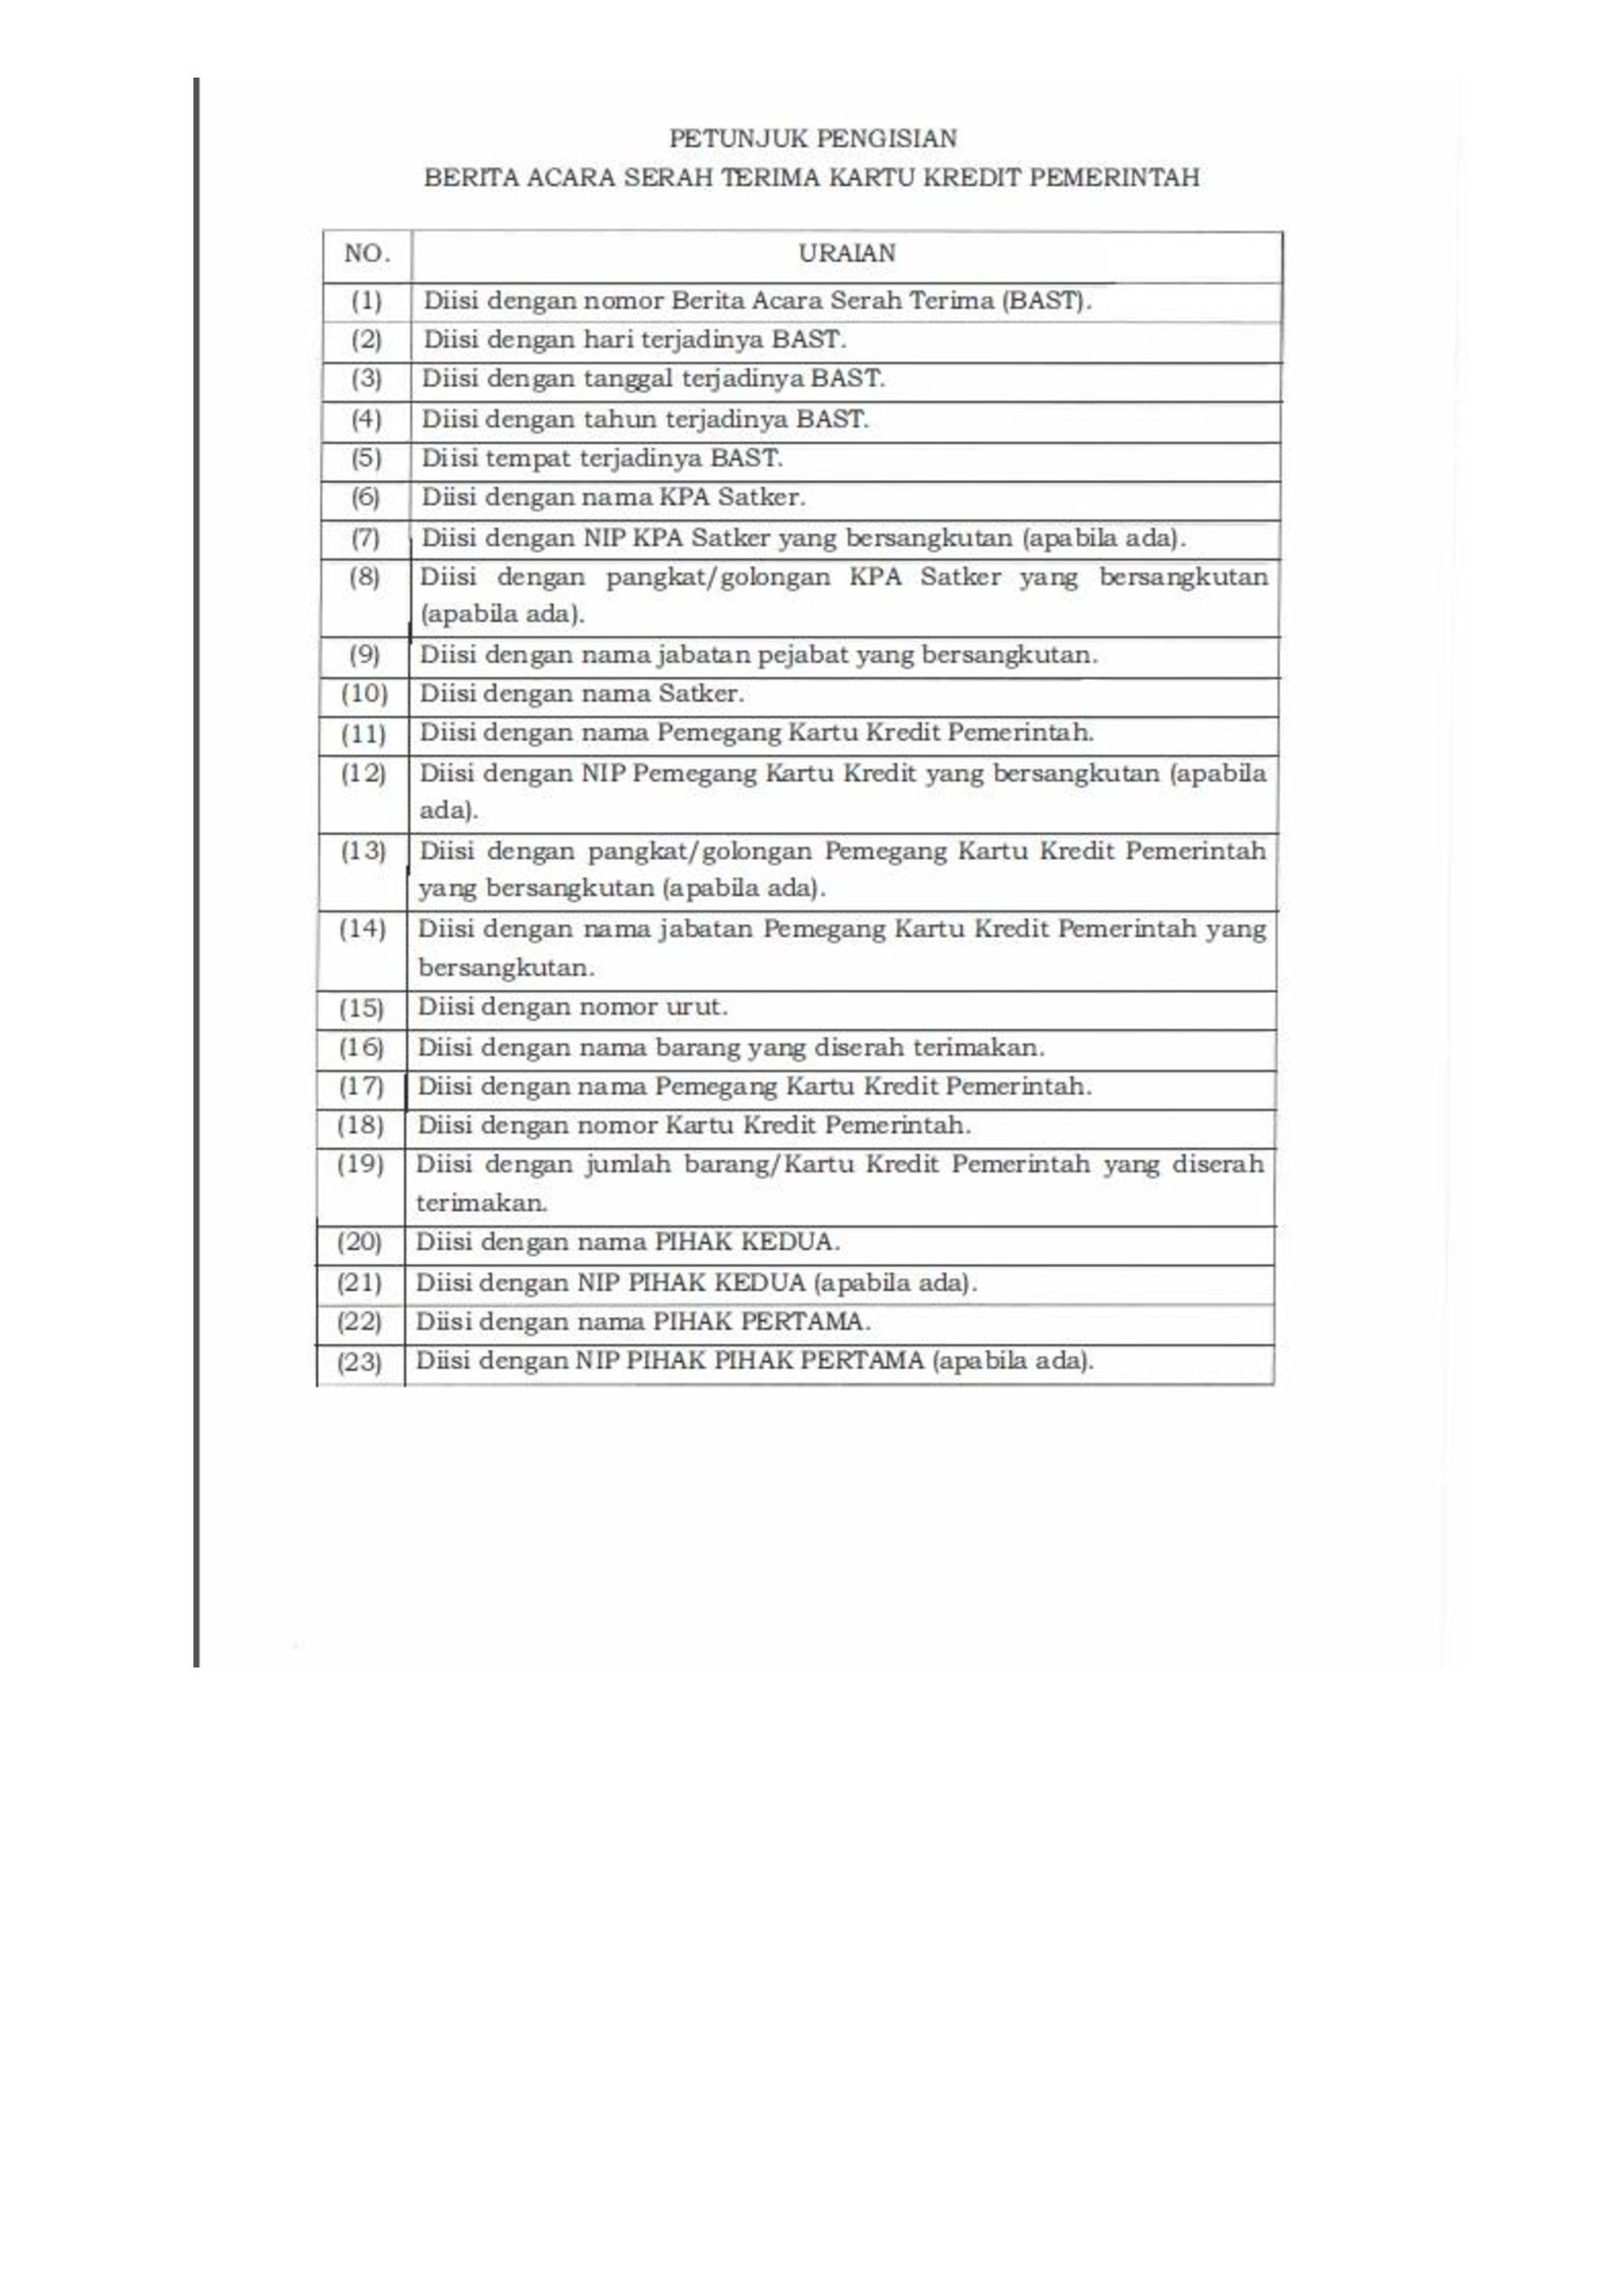 PETUNJUK PENGISIAN
BERITA ACARA SERAH TERIMA KARTU KREDIT PEMERINTAH
NO. URAIAN
(1) Diisi dengan nomor Berita Acara Serah Terima (BAST).
(2) Diisi dengan hari terjadinya BAST.
(3) Diisi dengan tanggal terjadinya BAST.
(4) Diisi dengan tahun terjadinya BAST.
(5) Diisi tempat terjadinya BAST.
(6) Diisi dengan nama KPA Satker.
(7) Diisi dengan NIP KPA Satker yang bersangkutan (apabila ada).
(8) Diisi dengan pangkat/golongan KPA Satker yang bersangkutan
(apabila ada).
(9) Diisi dengan nama jabatan pejabat yang bersangkutan.
(10) Diisi dengan nama Satker.
(11) Diisi dengan nama Pemegang Kartu Kredit Pemerintah.
(12) Diisi dengan NIP Pemegang Kartu Kredit yang bersangkutan (apabila
ada).
(13) Diisi dengan pangkat/golongan Pemegang Kartu Kredit Pemerintah
yang bersangkutan (apabila ada).
(14) Diisi dengan nama jabatan Pemegang Kartu Kredit Pemerintah yang
bersangkutan.
(15) Diisi dengan nomor urut.
(16) Diisi dengan nama barang yang diserah terimakan.
(17) Diisi dengan nama Pemegang Kartu Kredit Pemerintah.
(18) Diisi dengan nomor Kartu Kredit Pemerintah.
(19) Diisi dengan jumlah barang/Kartu Kredit Pemerintah yang diserah
terimakan.
(20) Diisi dengan nama PIHAK KEDUA.
(21) Diisi dengan NIP PIHAK KEDUA (apabila ada).
(22) Diisi dengan nama PIHAK PERTAMA.
(23) Diisi dengan NIP PIHAK PIHAK PERTAMA (apabila ada).